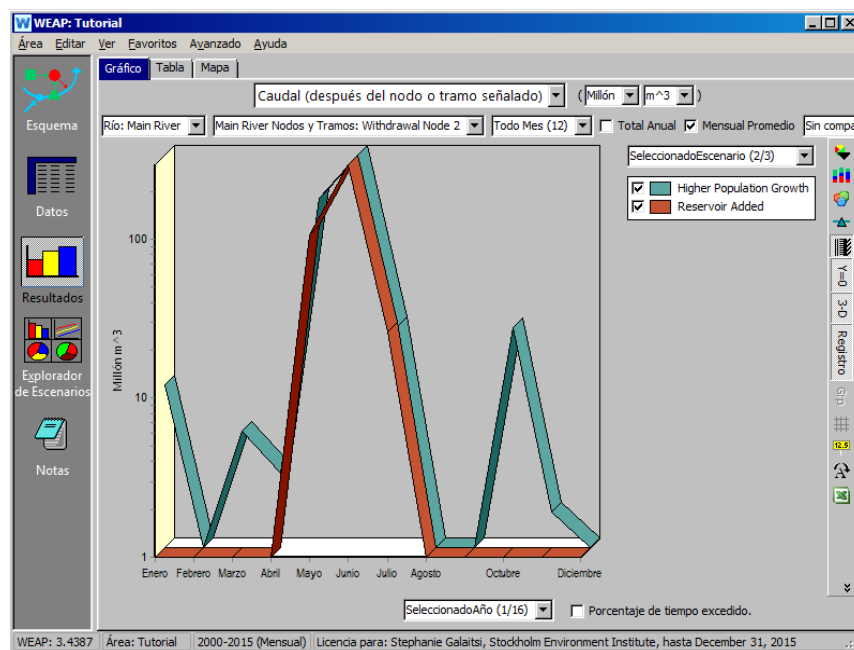 WEAP: Tutorial
Área Editar Ver Favoritos Avanzado Ayuda
Gráfico Tabla Mapa
Caudal (después del nodo o tramo señalado) ( Millón m^3 )
Río: Main River Main River Nodos y Tramos: Withdrawal Node 2 Todo Mes (12) Total Anual Mensual Promedio Sin compa
SeleccionadoEscenario (2/3)
Higher Population Growth
Reservoir Added
Esquema
Datos
Resultados
Explorador
de Escenarios
Notas
Millón m^3
100
10
1
Enero Febrero Marzo Abril Mayo Junio Julio Agosto Octubre Diciembre
Y=0
3-D
Registro
Grp
12.5
SeleccionadoAño (1/16) Porcentaje de tiempo excedido.
WEAP: 3.4387 Área: Tutorial 2000-2015 (Mensual) Licencia para: Stephanie Galaitsi, Stockholm Environment Institute, hasta December 31, 2015